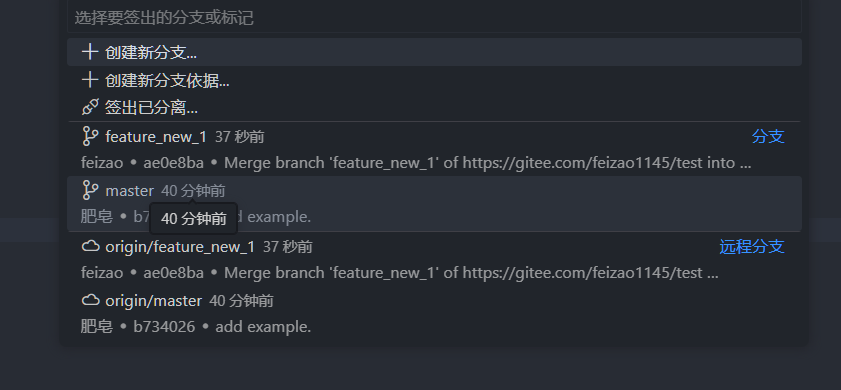 选择要签出的分支或标记
创建新分支...
创建新分支依据...
签出已分离...
feature_new_1 37 秒前 分支
feizao • ae0e8ba • Merge branch 'feature_new_1' of https://gitee.com/feizao1145/test into ...
master 40 分钟前
肥皂 • b7 d example.
40 分钟前
origin/feature_new_1 37 秒前 远程分支
feizao • ae0e8ba • Merge branch 'feature_new_1' of https://gitee.com/feizao1145/test ...
origin/master 40 分钟前
肥皂 • b734026 • add example.